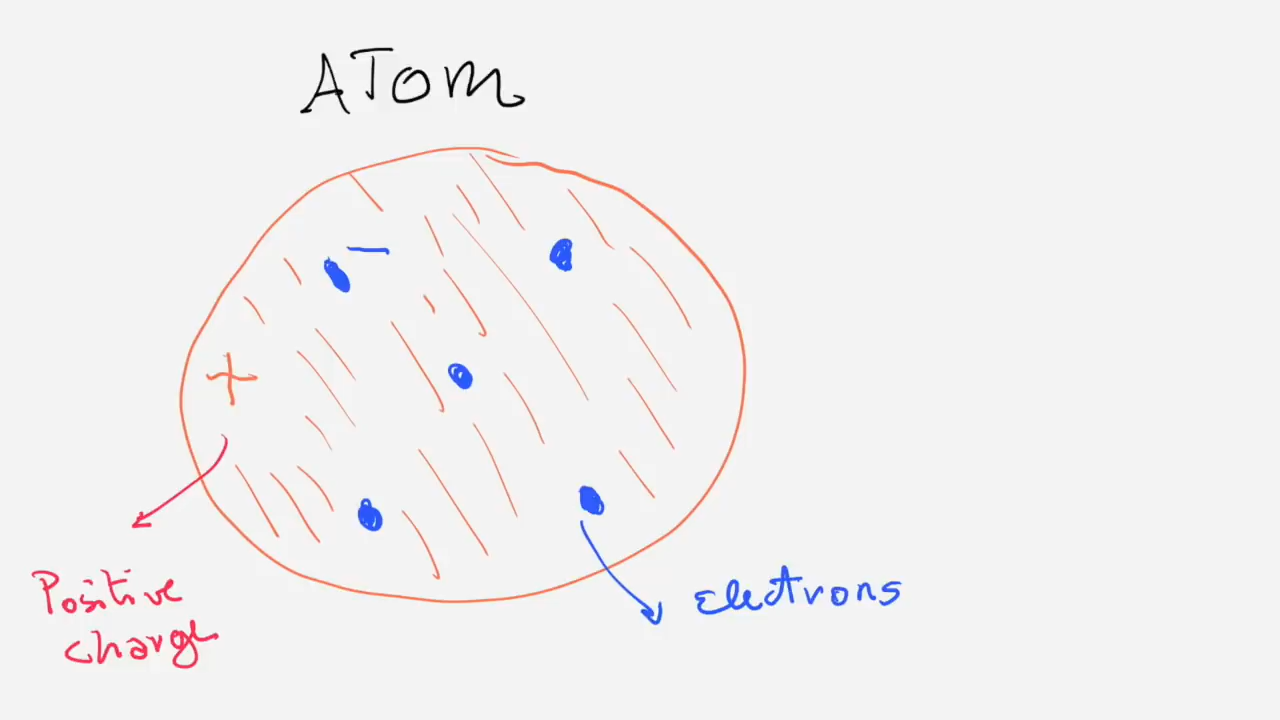 ATom
−
+
Positive
charge
Electrons